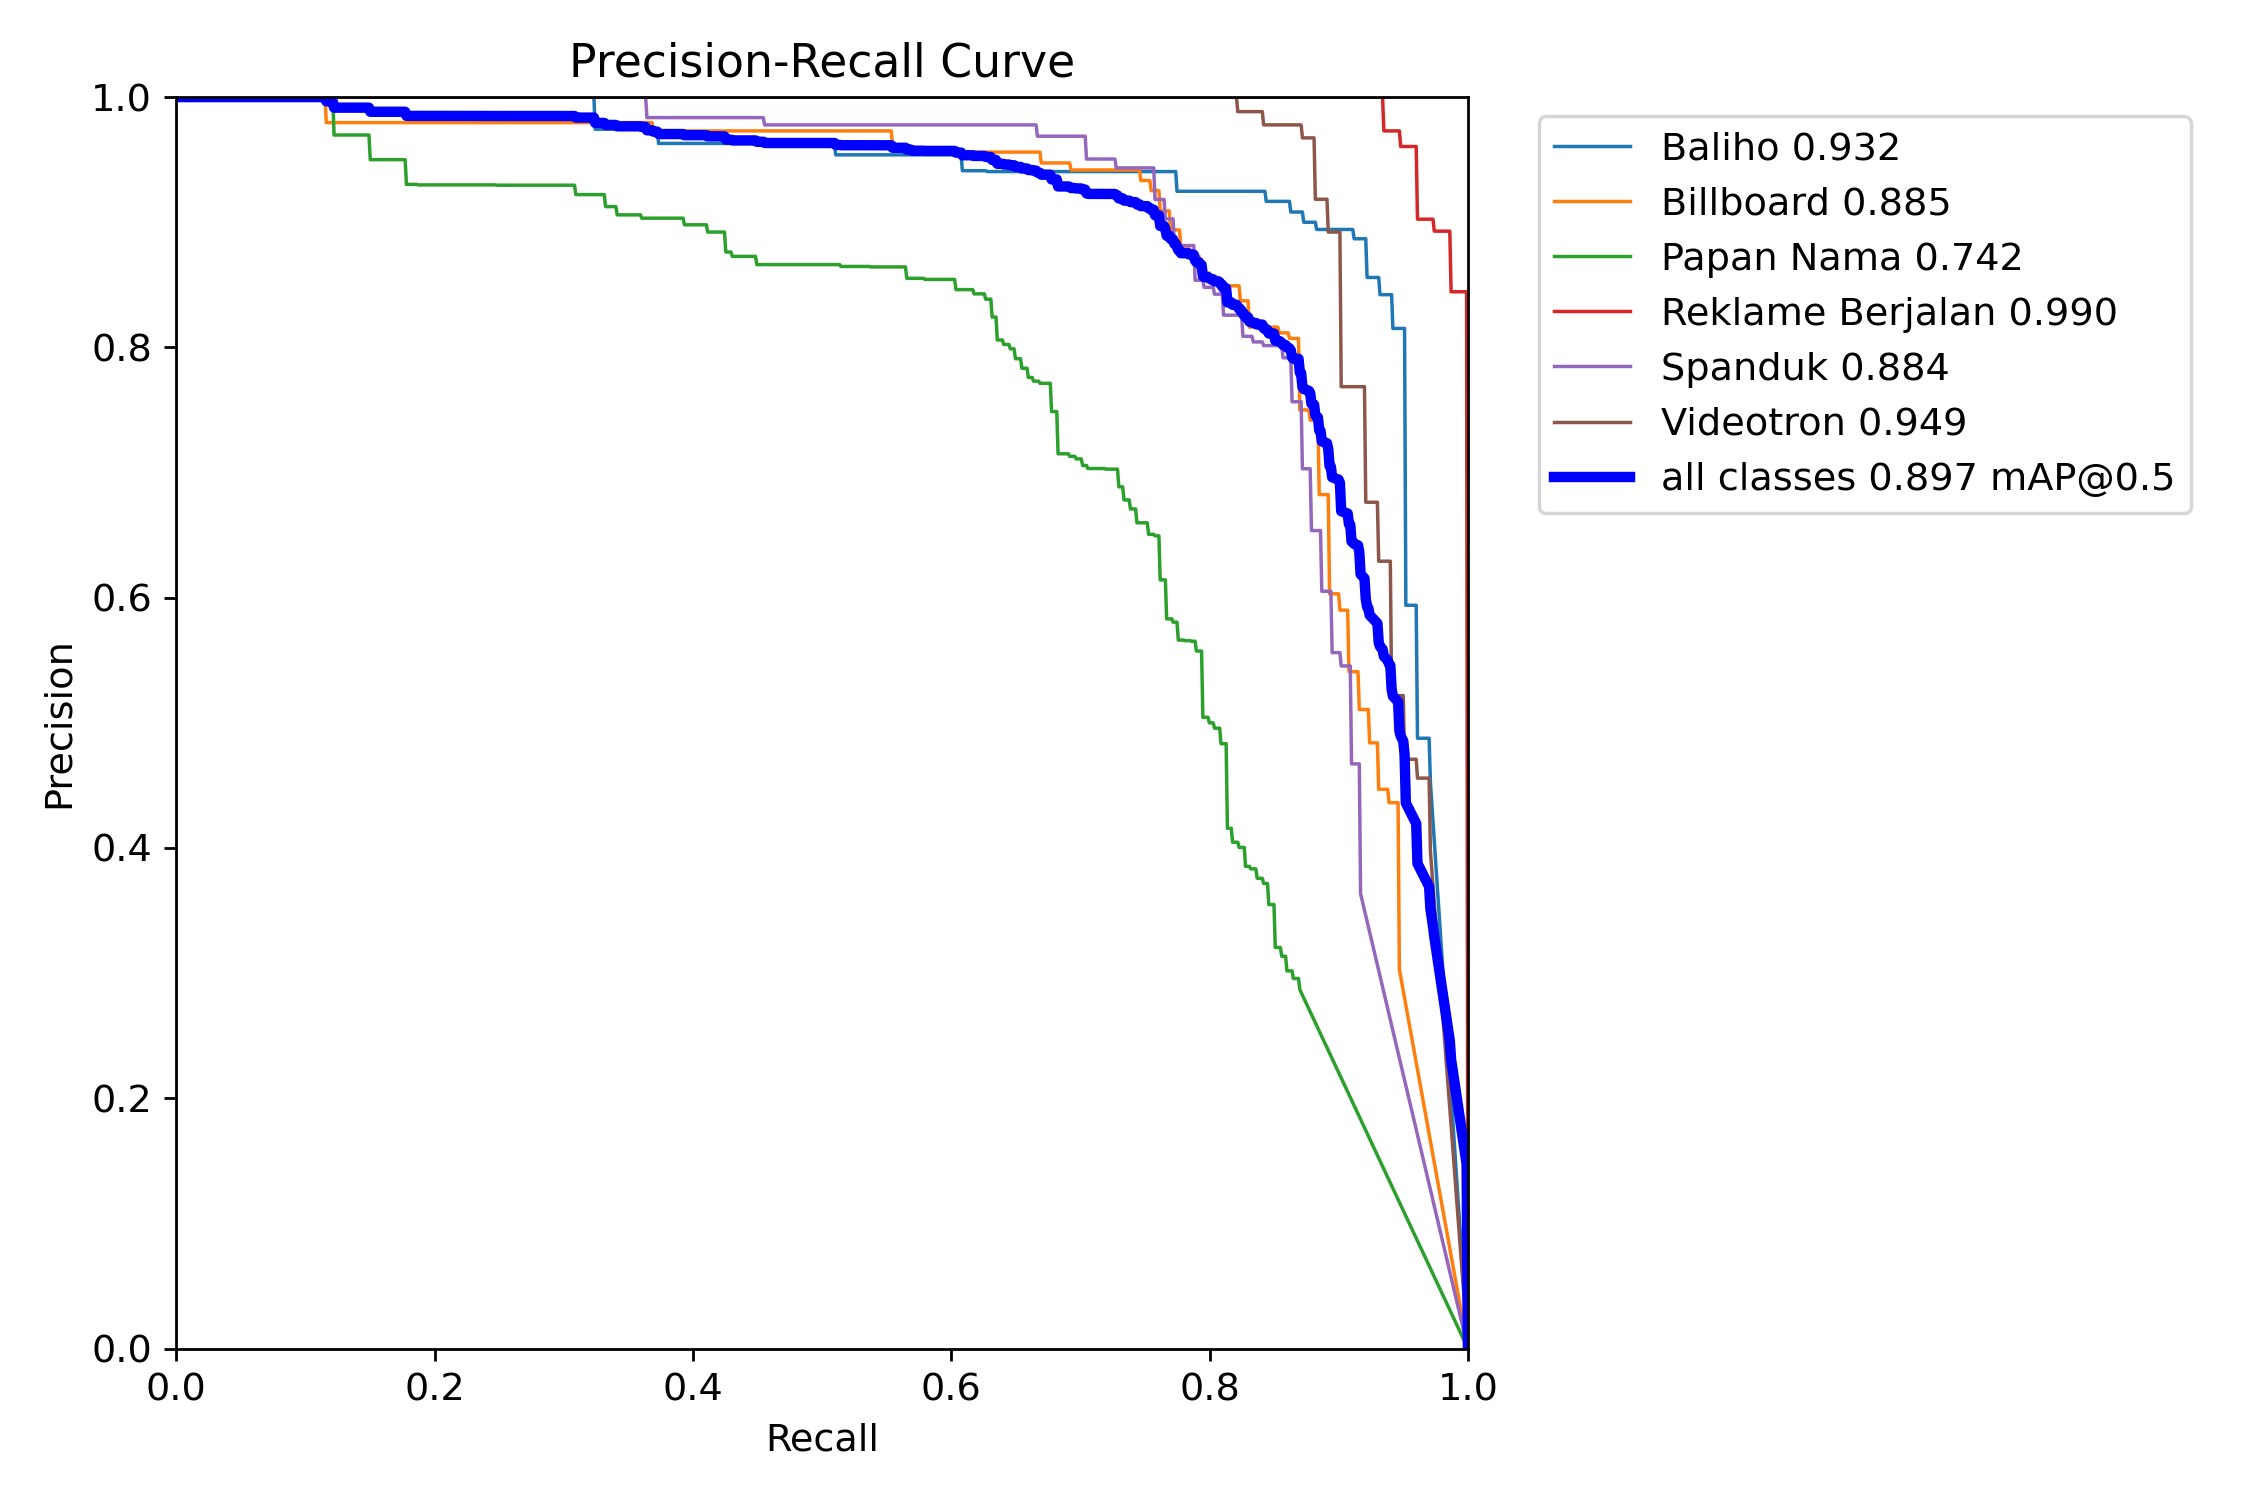 Precision-Recall Curve
1.0
0.8
0.6
0.4
0.2
0.0
Precision
0.0 0.2 0.4 0.6 0.8 1.0
Recall
Baliho 0.932
Billboard 0.885
Papan Nama 0.742
Reklame Berjalan 0.990
Spanduk 0.884
Videotron 0.949
all classes 0.897 mAP@0.5